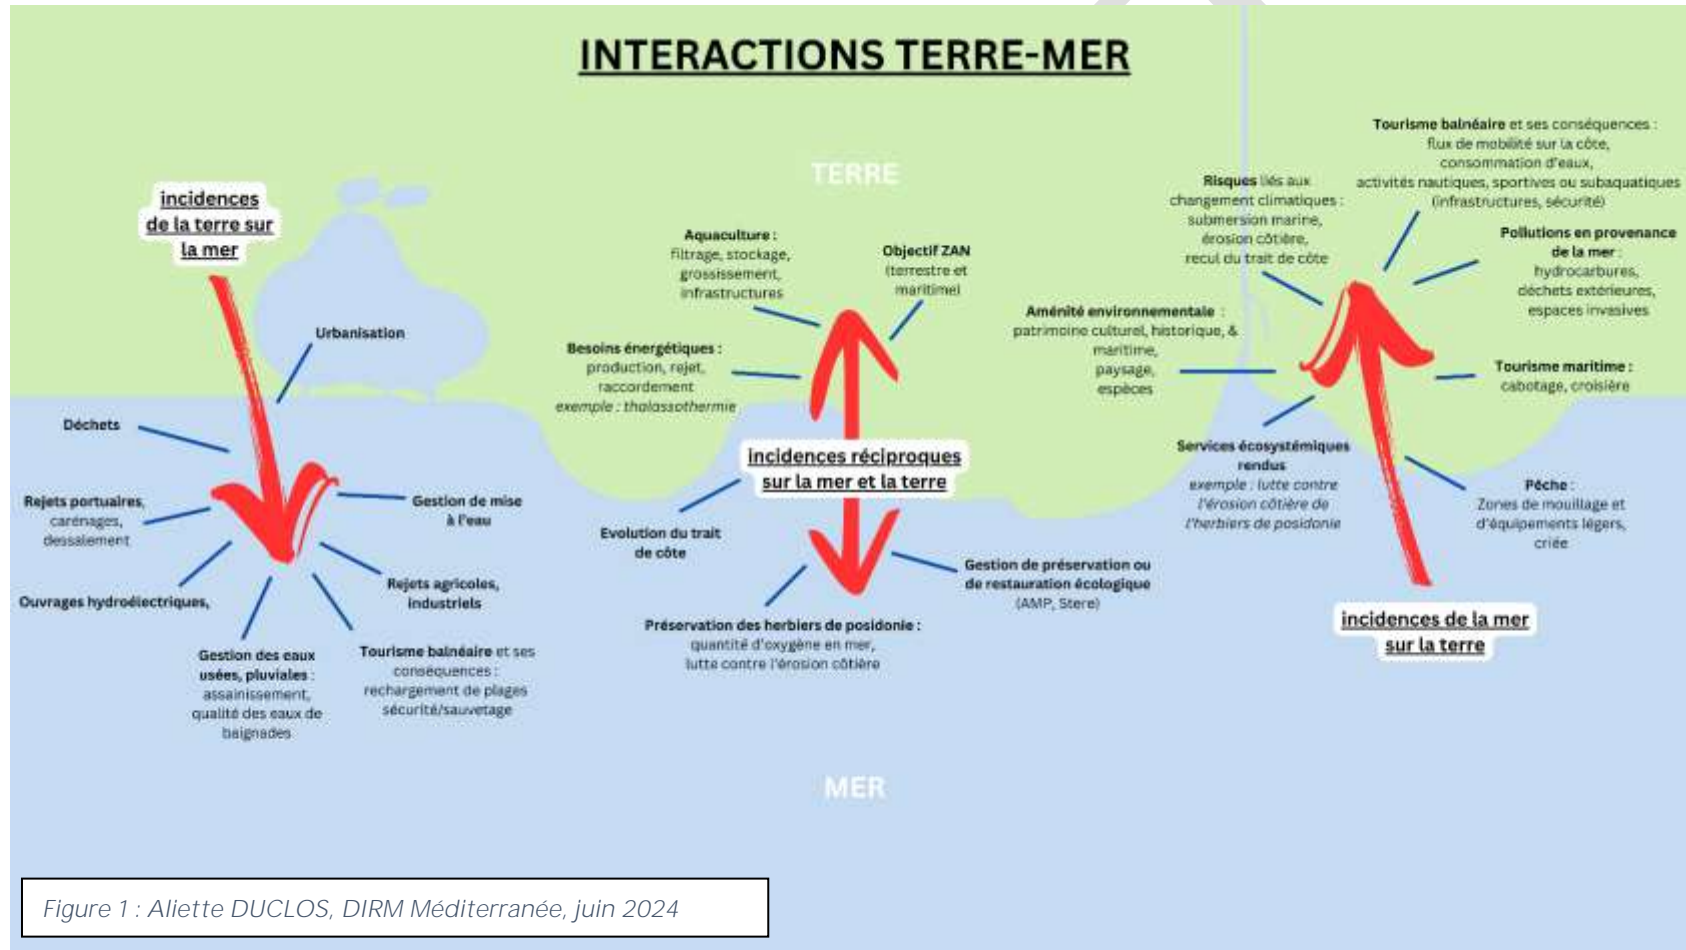 INTERACTIONS TERRE-MER
TERRE
incidences
de la terre sur
la mer
Urbanisation
Déchets
Rejets portuaires,
carénages,
dessalement
Gestion de mise
à l'eau
Ouvrages hydroélectriques,
Rejets agricoles,
industriels
Gestion des eaux
usées, pluviales :
assainissement,
qualité des eaux de
baignades
Tourisme balnéaire et ses
conséquences :
rechargement de plages
sécurité/sauvetage
Aquaculture :
filtrage, stockage,
grossissement,
infrastructures
Objectif ZAN
(terrestre et
maritime)
Besoins énergétiques :
production, rejet,
raccordement
exemple : thalassothermie
incidences réciproques
sur la mer et la terre
Evolution du trait
de côte
Gestion de préservation ou
de restauration écologique
(AMP, Stere)
Préservation des herbiers de posidonie :
quantité d'oxygène en mer,
lutte contre l'érosion côtière
Tourisme balnéaire et ses conséquences :
flux de mobilité sur la côte,
consommation d'eaux,
activités nautiques, sportives ou subaquatiques
(infrastructures, sécurité)
Risques liés aux
changement climatiques :
submersion marine,
érosion côtière,
recul du trait de côte
Pollutions en provenance
de la mer :
hydrocarbures,
déchets extérieures,
espaces invasives
Aménité environnementale :
patrimoine culturel, historique, &
maritime,
paysage,
espèces
Tourisme maritime :
cabotage, croisière
Services écosystémiques
rendus
exemple : lutte contre
l'érosion côtière de
l'herbiers de posidonie
Pêche :
Zones de mouillage et
d'équipements légers,
criée
incidences de la mer
sur la terre
MER
Figure 1 : Aliette DUCLOS, DIRM Méditerranée, juin 2024